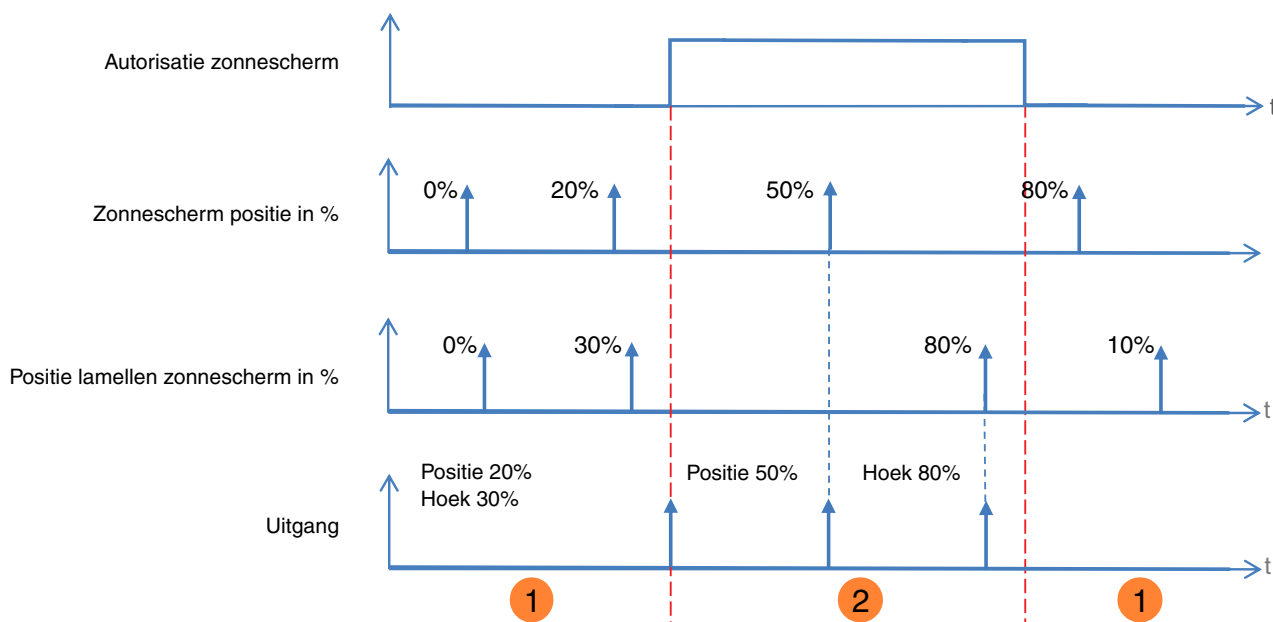 Autorisatie zonnescherm
t
0%
20%
50%
80%
Zonnescherm positie in %
0%
30%
80%
10%
Positie lamellen zonnescherm in %
t
Positie 20%
Hoek 30%
Positie 50%
Hoek 80%
Uitgang
t
1
2
1